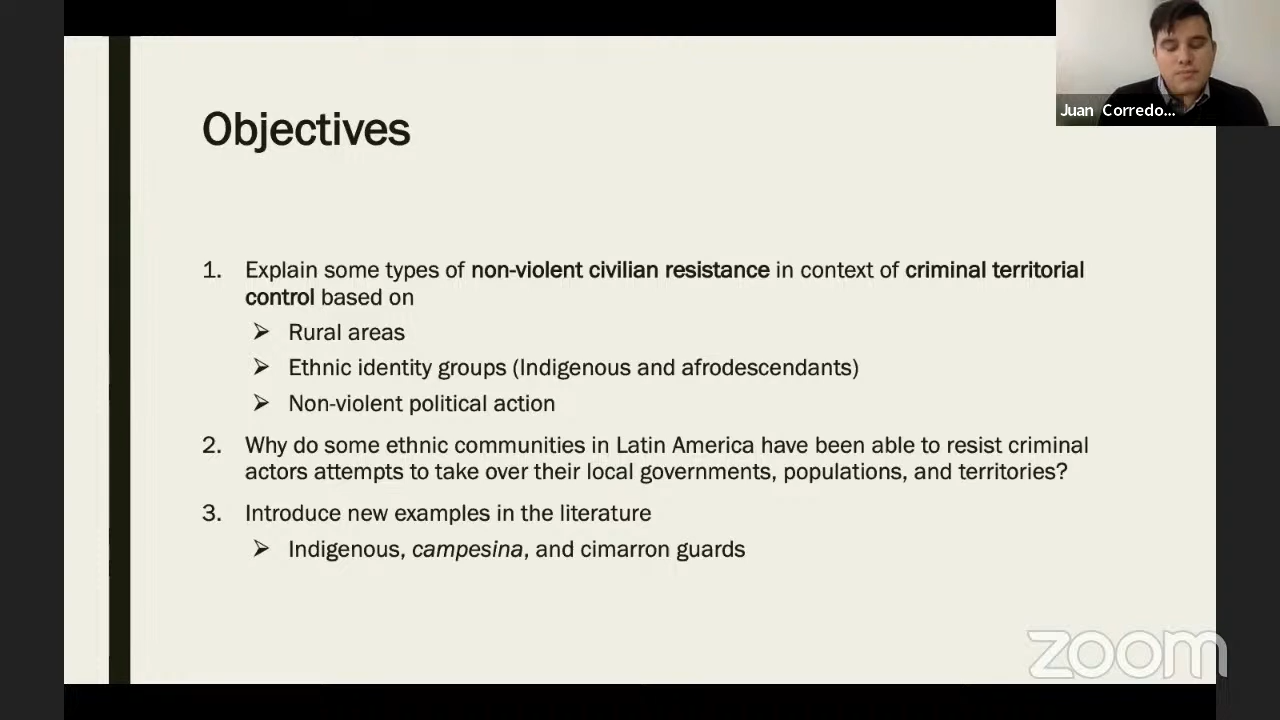 Juan Corredo...
Objectives
1. Explain some types of non-violent civilian resistance in context of criminal territorial
control based on
➢ Rural areas
➢ Ethnic identity groups (Indigenous and afrodescendants)
➢ Non-violent political action
2. Why do some ethnic communities in Latin America have been able to resist criminal
actors attempts to take over their local governments, populations, and territories?
3. Introduce new examples in the literature
➢ Indigenous, campesina, and cimarron guards
zoom